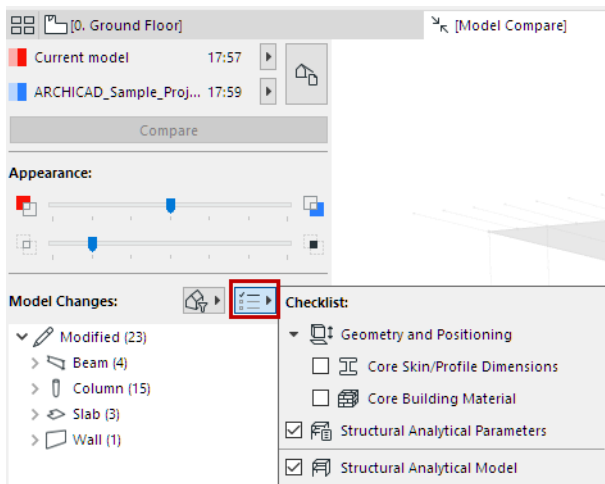 [0. Ground Floor]
[Model Compare]
Current model 17:57
ARCHICAD_Sample_Proj... 17:59
Compare
Appearance:
Model Changes:
Modified (23)
Beam (4)
Column (15)
Slab (3)
Wall (1)
Checklist:
Geometry and Positioning
Core Skin/Profile Dimensions
Core Building Material
Structural Analytical Parameters
Structural Analytical Model